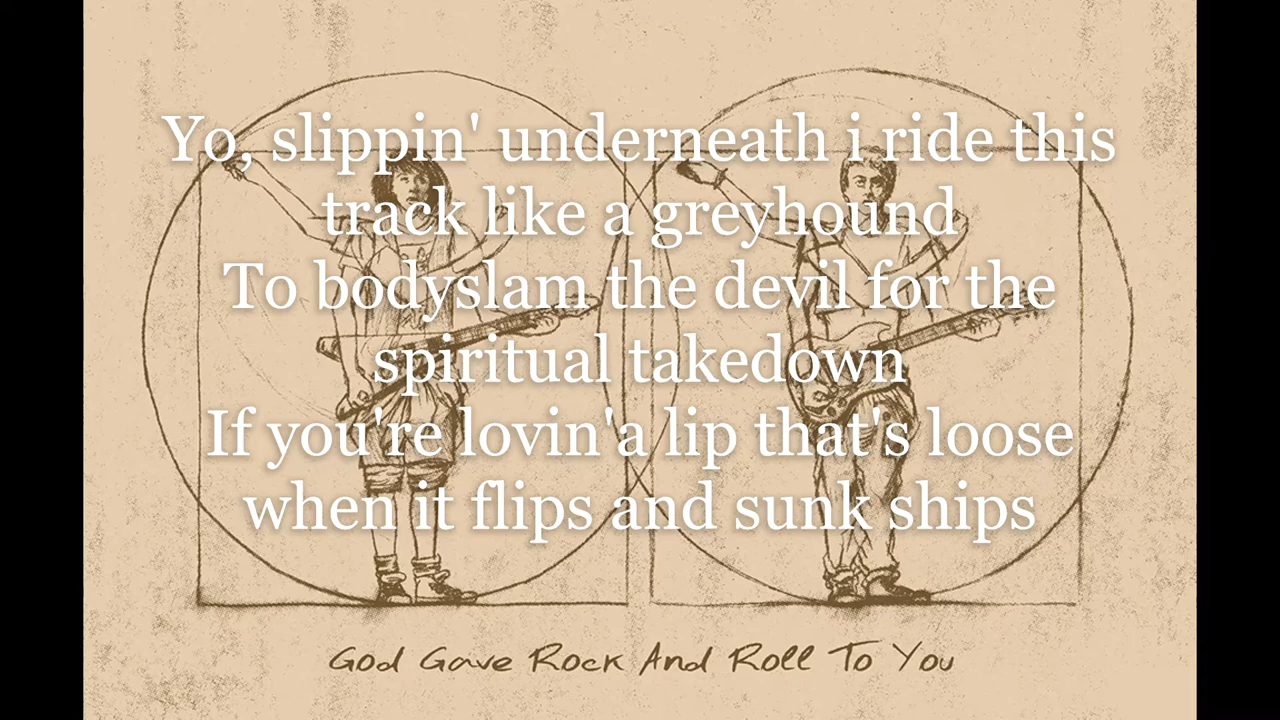 Yo, slippin' underneath i ride this
track like a greyhound
To bodyslam the devil for the
spiritual takedown
If you're lovin'a lip that's loose
when it flips and sunk ships
God Gave Rock And Roll To You